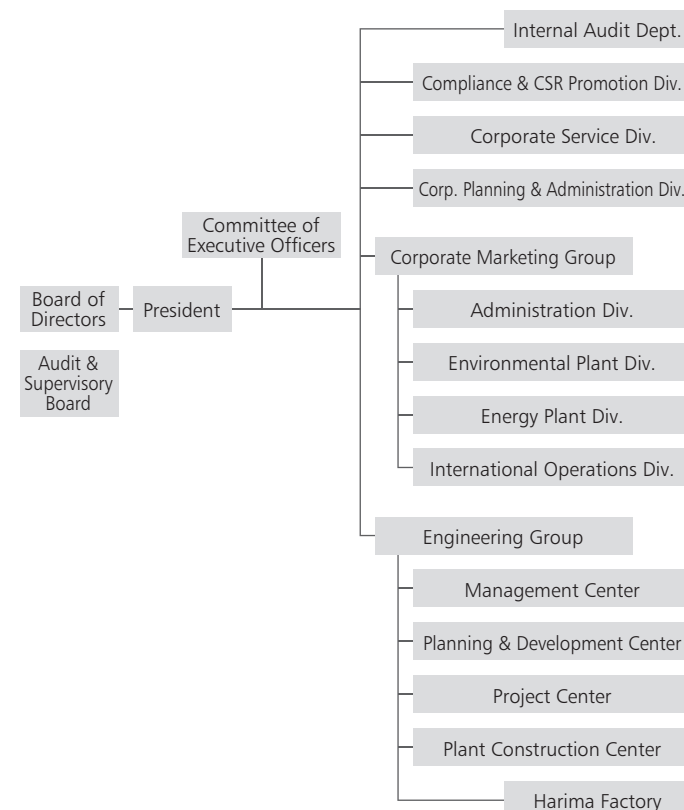 Internal Audit Dept.
Compliance & CSR Promotion Div.
Corporate Service Div.
Corp. Planning & Administration Div.
Committee of
Executive Officers
Corporate Marketing Group
Board of
Directors
President
Administration Div.
Audit &
Supervisory
Board
Environmental Plant Div.
Energy Plant Div.
International Operations Div.
Engineering Group
Management Center
Planning & Development Center
Project Center
Plant Construction Center
Harima Factory